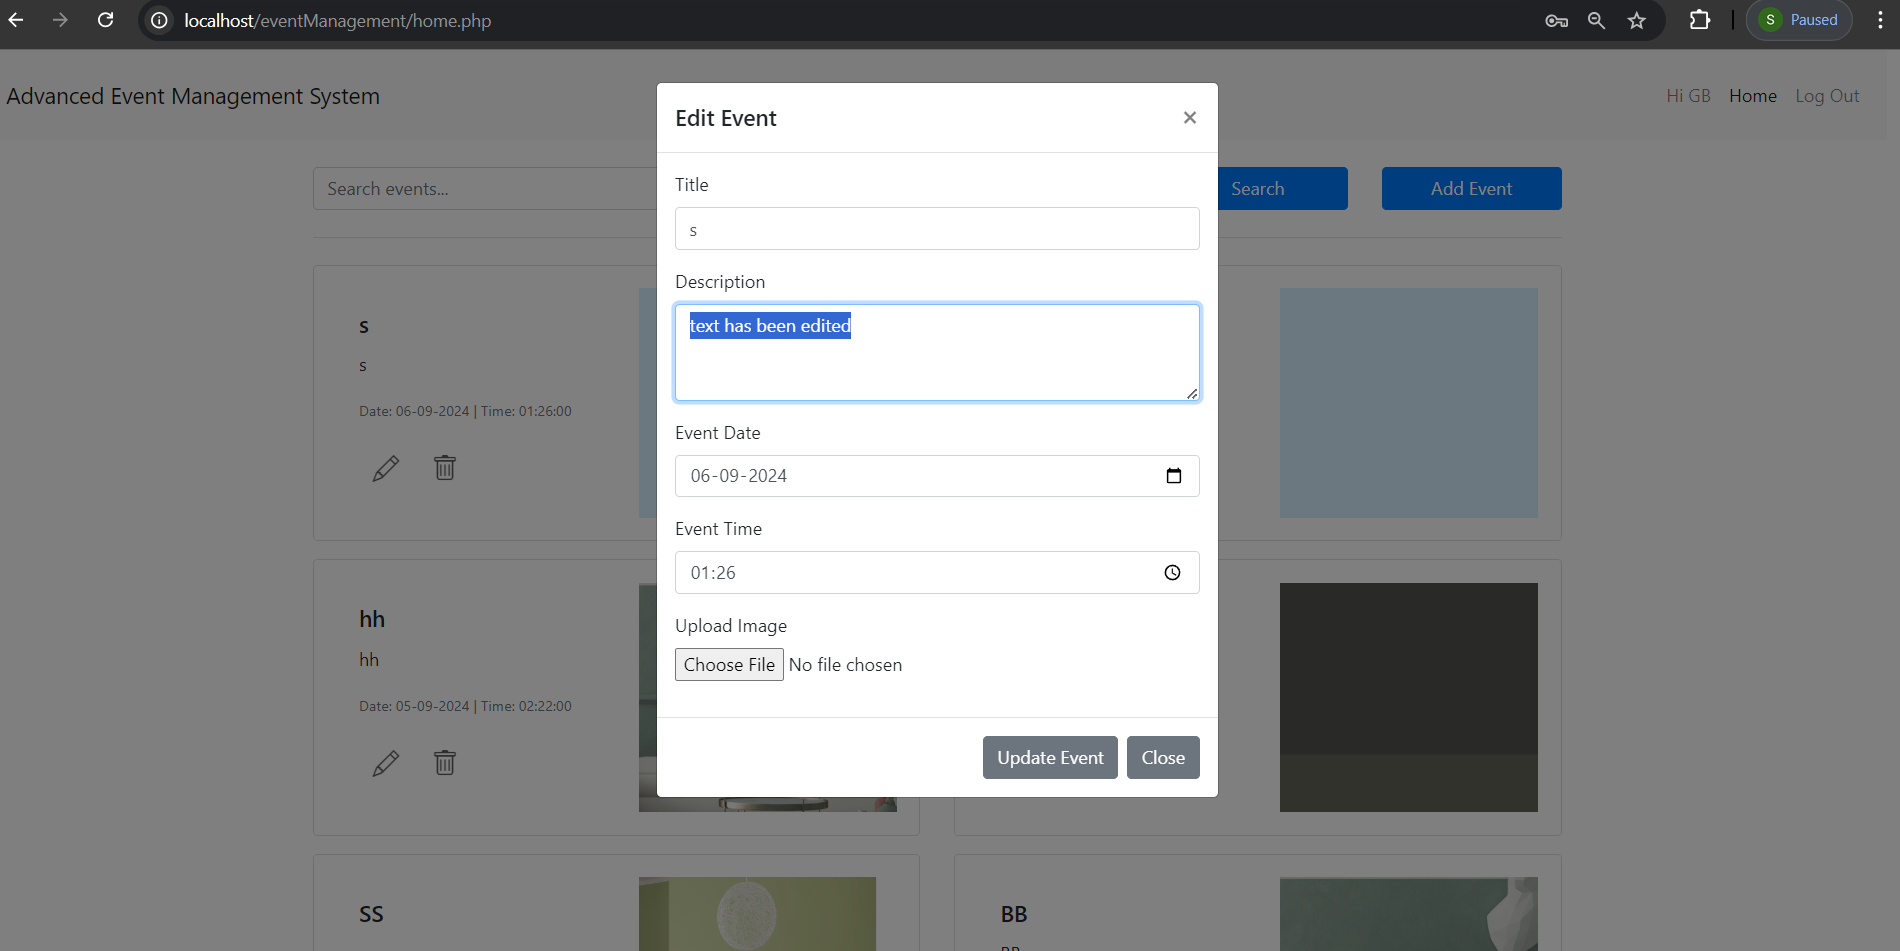 localhost/eventManagement/home.php
S Paused
Advanced Event Management System
Hi GB Home Log Out
Search events...
Search
Add Event
Edit Event
×
Title
s
Description
text has been edited
Event Date
06-09-2024
Event Time
01:26
Upload Image
Choose File No file chosen
Update Event Close
s
s
Date: 06-09-2024 | Time: 01:26:00
hh
hh
Date: 05-09-2024 | Time: 02:22:00
SS
BB